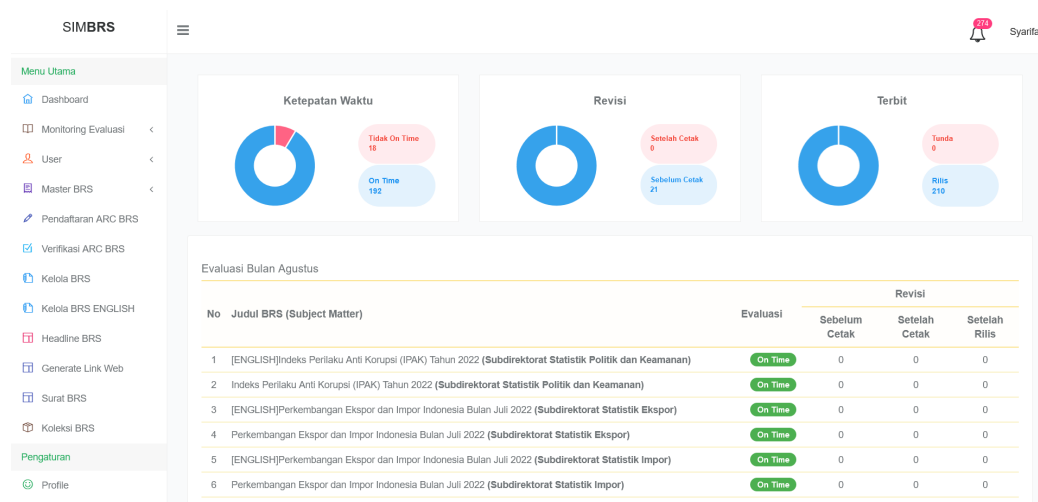 SIMBRS
274
Syarifa
Menu Utama
Dashboard
Monitoring Evaluasi
User
Master BRS
Pendaftaran ARC BRS
Verifikasi ARC BRS
Kelola BRS
Kelola BRS ENGLISH
Headline BRS
Generate Link Web
Surat BRS
Koleksi BRS
Pengaturan
Profile
Ketepatan Waktu
Tidak On Time
18
On Time
192
Revisi
Setelah Cetak
0
Sebelum Cetak
21
Terbit
Tunda
0
Rilis
210
Evaluasi Bulan Agustus
No Judul BRS (Subject Matter) Evaluasi Revisi
Sebelum Cetak Setelah Cetak Setelah Rilis
1 [ENGLISH]Indeks Perilaku Anti Korupsi (IPAK) Tahun 2022 (Subdirektorat Statistik Politik dan Keamanan) On Time 0 0 0
2 Indeks Perilaku Anti Korupsi (IPAK) Tahun 2022 (Subdirektorat Statistik Politik dan Keamanan) On Time 0 0 0
3 [ENGLISH]Perkembangan Ekspor dan Impor Indonesia Bulan Juli 2022 (Subdirektorat Statistik Ekspor) On Time 0 0 0
4 Perkembangan Ekspor dan Impor Indonesia Bulan Juli 2022 (Subdirektorat Statistik Ekspor) On Time 0 0 0
5 [ENGLISH]Perkembangan Ekspor dan Impor Indonesia Bulan Juli 2022 (Subdirektorat Statistik Impor) On Time 0 0 0
6 Perkembangan Ekspor dan Impor Indonesia Bulan Juli 2022 (Subdirektorat Statistik Impor) On Time 0 0 0